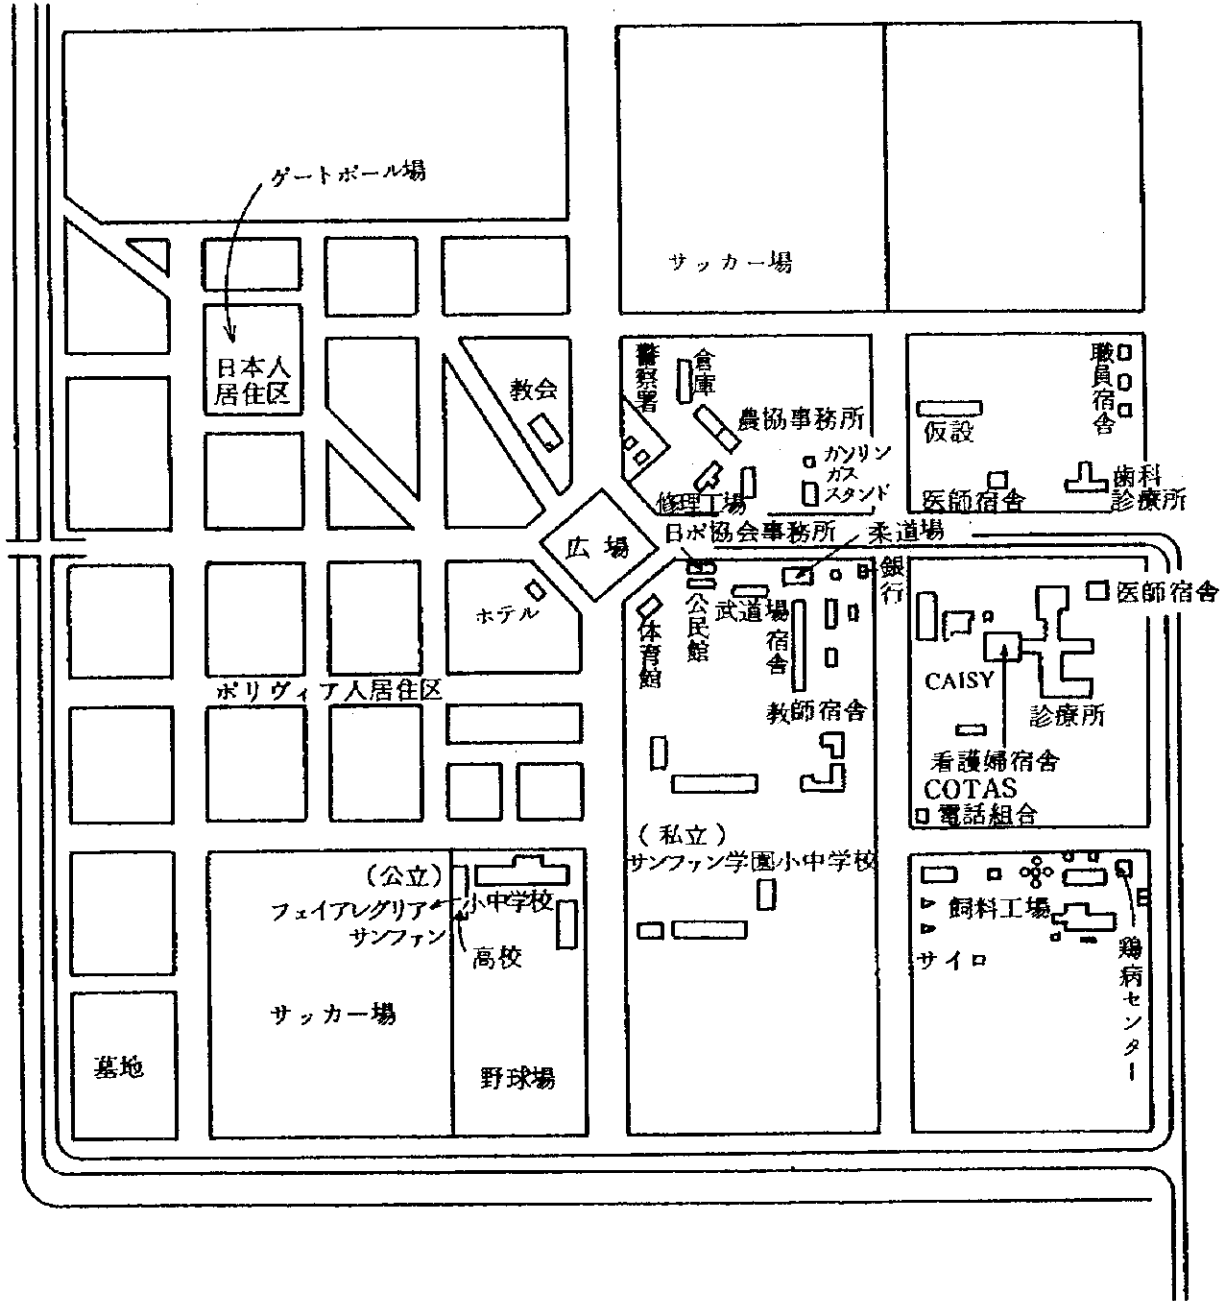 ゲートボール場
サッカー場
日本人
居住区
教会
警察署
倉庫
農協事務所
ガソリン
ガス
スタンド
修理工場
仮設
職員宿舎
医師宿舎
歯科
診療所
広場
日ボ協会事務所
柔道場
銀行
ホテル
体育館
公民館
武道場
宿舎
教師宿舎
医師宿舎
CAISY
診療所
看護婦宿舎
COTAS
電話組合
ボリヴィア人居住区
(私立)
サンファン学園小中学校
(公立)
フェイアレグリア
サンファン
小中学校
高校
サッカー場
野球場
墓地
飼料工場
サイロ
鶏病センター